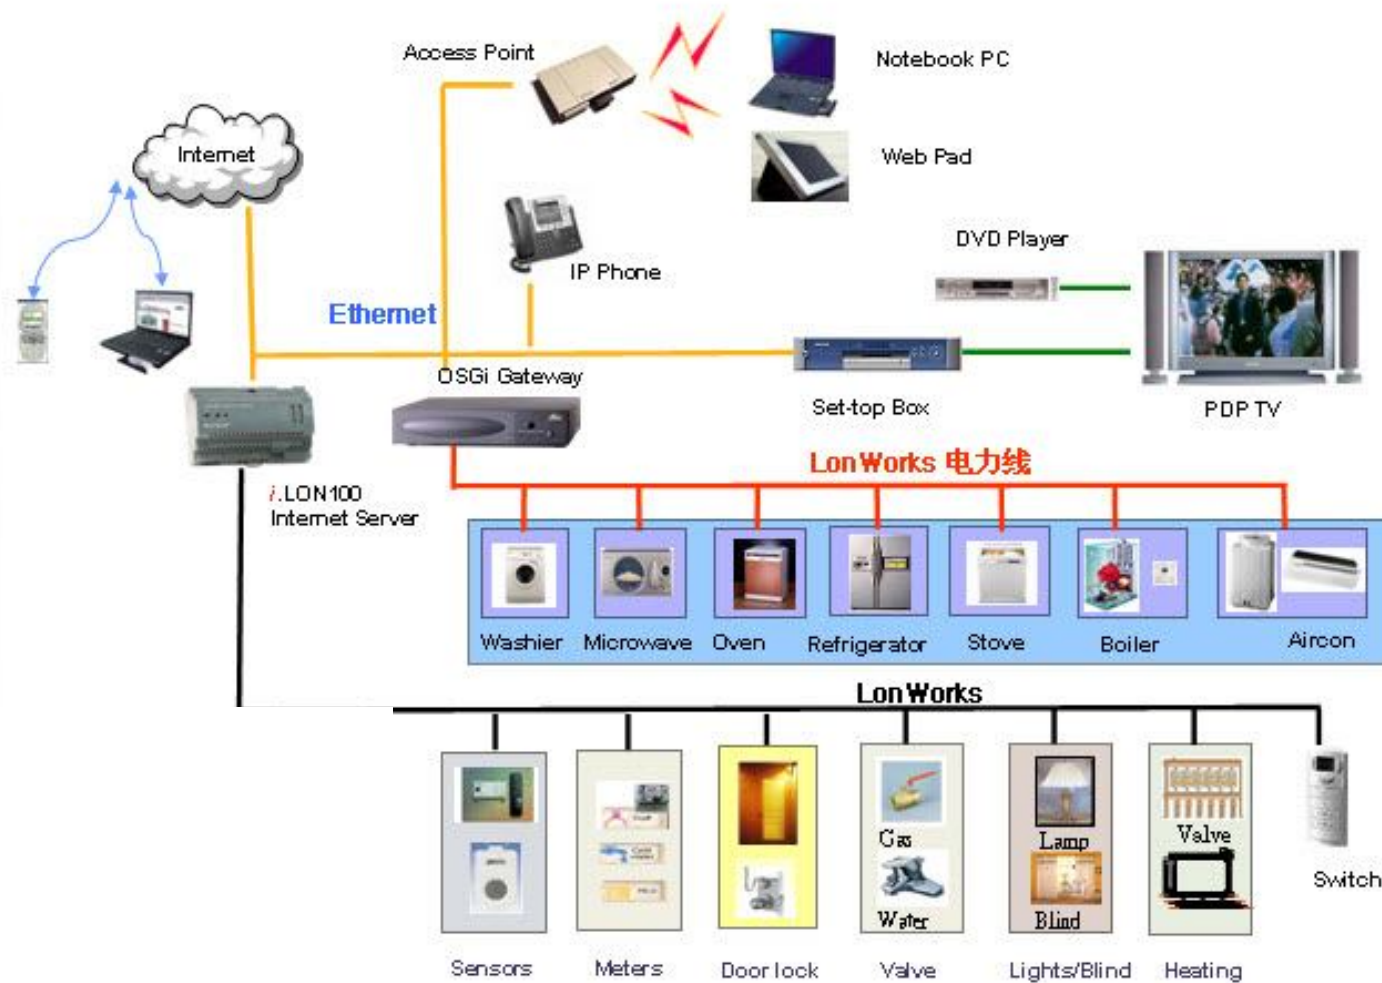 Access Point
Notebook PC
Internet
Web Pad
DVD Player
IP Phone
Ethernet
OSGi Gateway
Set-top Box
PDP TV
LonWorks 电力线
i.LON100
Internet Server
Washier
Microwave
Oven
Refrigerator
Stove
Boiler
Aircon
LonWorks
Gas
Water
Lamp
Blind
Valve
Switch
Sensors
Meters
Door lock
Valve
Lights/Blind
Heating